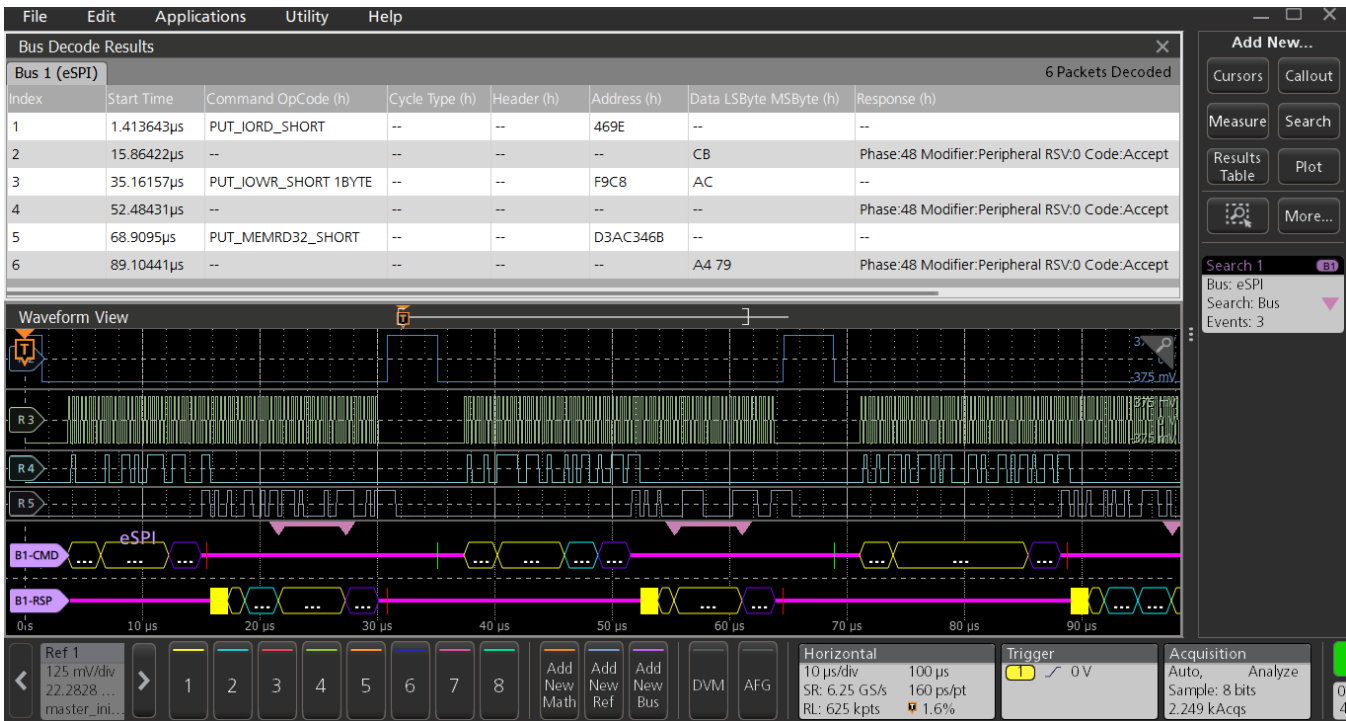 File Edit Applications Utility Help
Bus Decode Results
Bus 1 (eSPI) 6 Packets Decoded
Index Start Time Command OpCode (h) Cycle Type (h) Header (h) Address (h) Data LSByte MSByte (h) Response (h)
1 1.413643µs PUT_IORD_SHORT -- -- 469E -- --
2 15.86422µs -- -- -- -- CB Phase:48 Modifier:Peripheral RSV:0 Code:Accept
3 35.16157µs PUT_IOWR_SHORT 1BYTE -- -- F9C8 AC --
4 52.48431µs -- -- -- -- Phase:48 Modifier:Peripheral RSV:0 Code:Accept
5 68.9095µs PUT_MEMRD32_SHORT -- -- D3AC346B -- --
6 89.10441µs -- -- -- -- A4 79 Phase:48 Modifier:Peripheral RSV:0 Code:Accept
Waveform View
T
T
-375 mV
R3
375 mV
0 V
-375 mV
R4
R5
eSPI
B1-CMD ... ... ... ... ... ... ... ... ... ...
B1-RSP ... ... ... ... ... ... ...
0s 10 µs 20 µs 30 µs 40 µs 50 µs 60 µs 70 µs 80 µs 90 µs
Add New...
Cursors Callout
Measure Search
Results Table Plot
More...
Search 1 B1
Bus: eSPI
Search: Bus
Events: 3
Ref 1
125 mV/div
22.2828 ...
master_ini...
1 2 3 4 5 6 7 8
Add New Math
Add New Ref
Add New Bus
DVM AFG
Horizontal
10 µs/div 100 µs
SR: 6.25 GS/s 160 ps/pt
RL: 625 kpts 1.6%
Trigger
1 0 V
Acquisition
Auto, Analyze
Sample: 8 bits
2.249 kAcqs